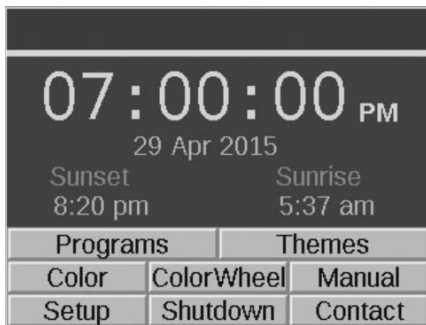 07:00:00 PM
29 Apr 2015
Sunset Sunrise
8:20 pm 5:37 am
Programs Themes
Color ColorWheel Manual
Setup Shutdown Contact